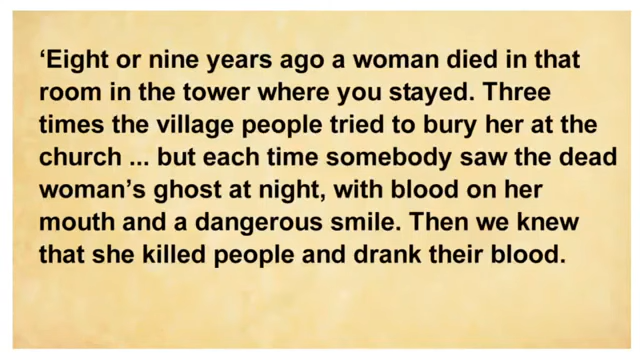 ‘Eight or nine years ago a woman died in that
room in the tower where you stayed. Three
times the village people tried to bury her at the
church ... but each time somebody saw the dead
woman’s ghost at night, with blood on her
mouth and a dangerous smile. Then we knew
that she killed people and drank their blood.